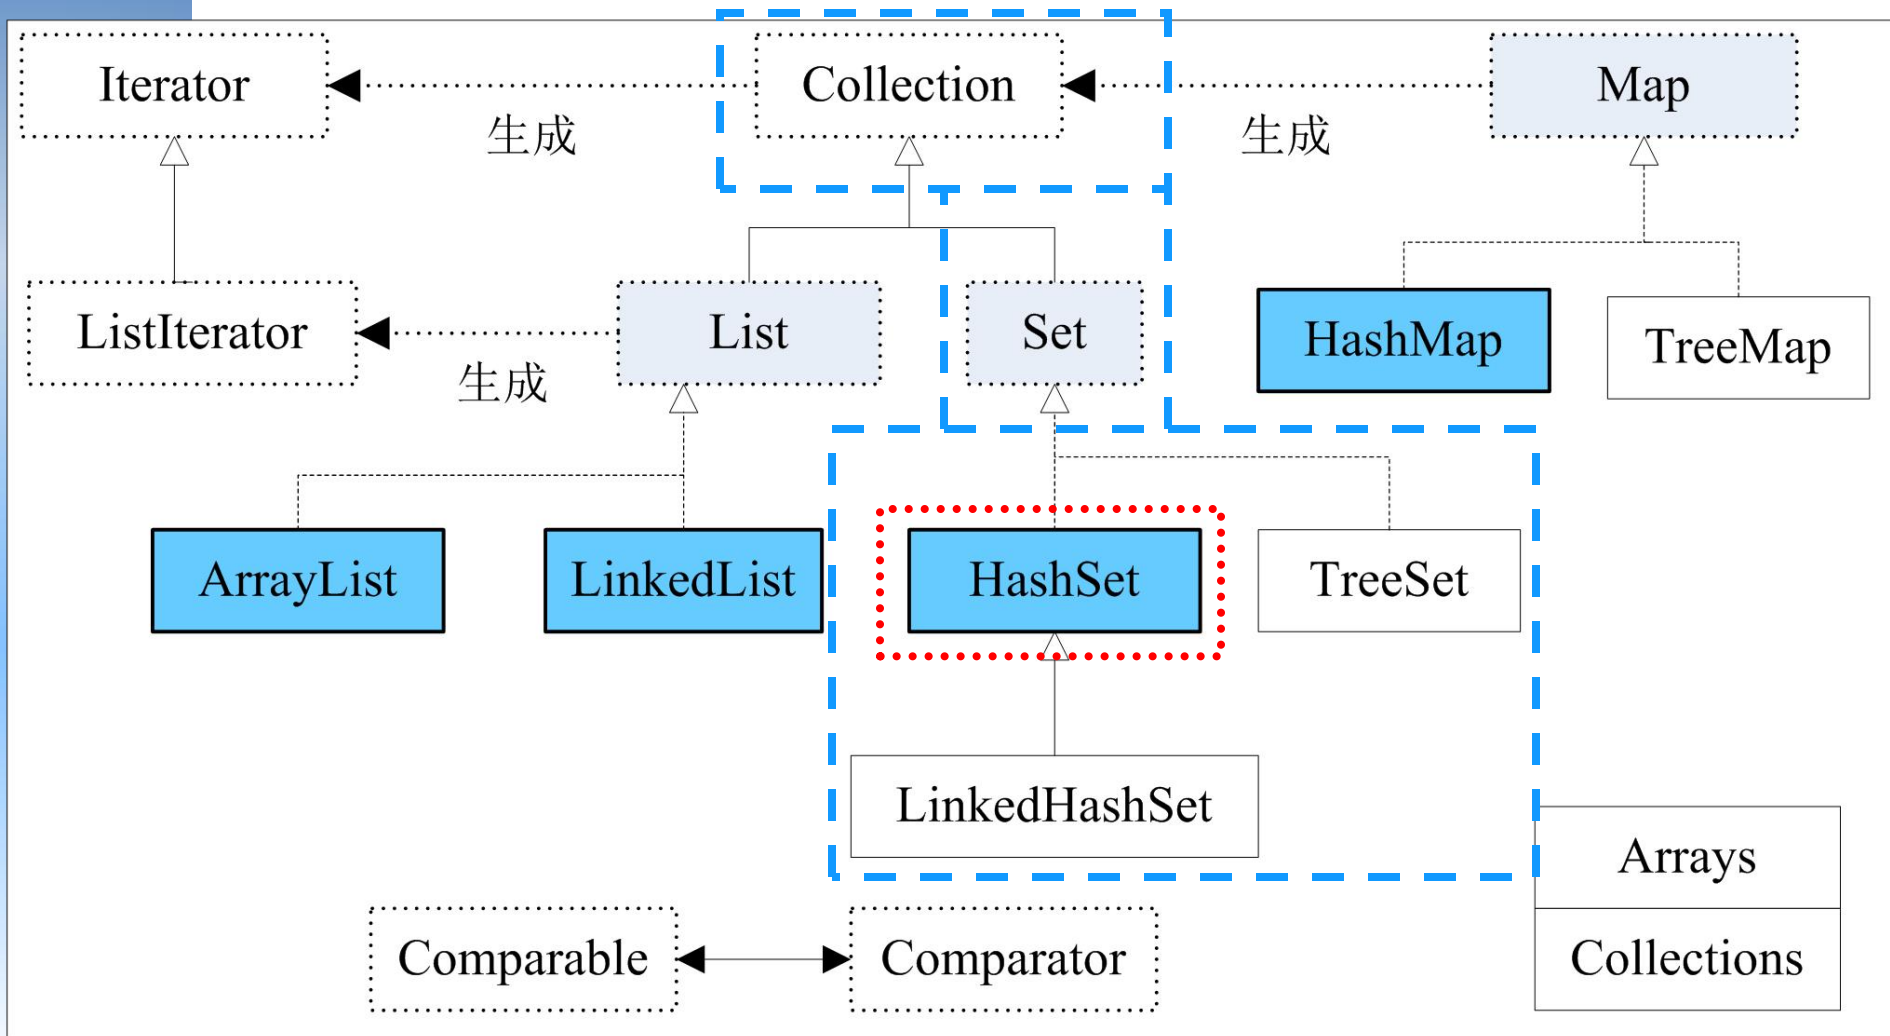 Iterator
Collection
Map
生成
生成
ListIterator
List
Set
HashMap
TreeMap
生成
ArrayList
LinkedList
HashSet
TreeSet
LinkedHashSet
Arrays
Comparable
Comparator
Collections